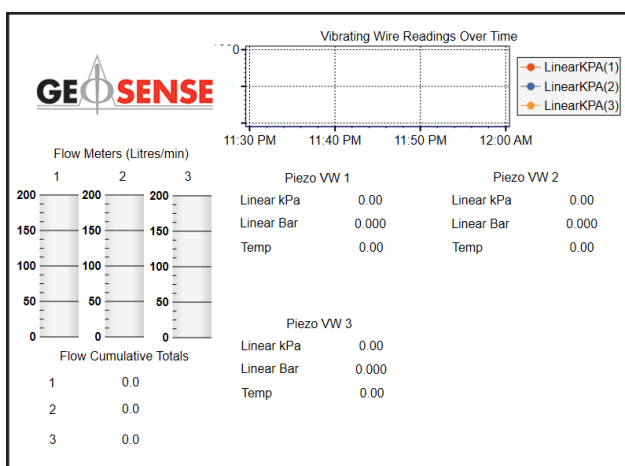 Vibrating Wire Readings Over Time
0
LinearKPA(1)
LinearKPA(2)
LinearKPA(3)
11:30 PM 11:40 PM 11:50 PM 12:00 AM
GEOSENSE
Flow Meters (Litres/min)
1 2 3
200 200 200
150 150 150
100 100 100
50 50 50
0 0 0
Flow Cumulative Totals
1 0.0
2 0.0
3 0.0
Piezo VW 1
Linear kPa 0.00
Linear Bar 0.000
Temp 0.00
Piezo VW 2
Linear kPa 0.00
Linear Bar 0.000
Temp 0.00
Piezo VW 3
Linear kPa 0.00
Linear Bar 0.000
Temp 0.00